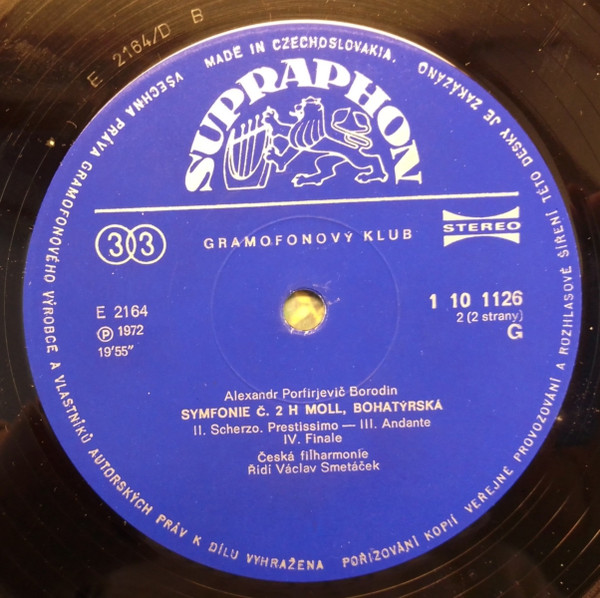 E 2164/D B
VŠECHNA PRÁVA GRAMOFONOVÉHO VÝROBCE A VLASTNÍKŮ AUTORSKÝCH PRÁV K DÍLU VYHRAŽENA
POŘIZOVÁNÍ KOPIÍ VEŘEJNÉ PROVOZOVÁNÍ A ROZHLASOVÉ ŠÍŘENÍ TÉTO DESKY JE ZAKÁZÁNO
MADE IN CZECHOSLOVAKIA.
SUPRAPHON
33
GRAMOFONOVÝ KLUB
STEREO
E 2164
Ⓟ 1972
19'55"
1 10 1126
2 (2 strany)
G
Alexandr Porfirjevič Borodin
SYMFONIE Č. 2 H MOLL, BOHATÝRSKÁ
II. Scherzo. Prestissimo — III. Andante
IV. Finale
Česká filharmonie
Řídí Václav Smetáček